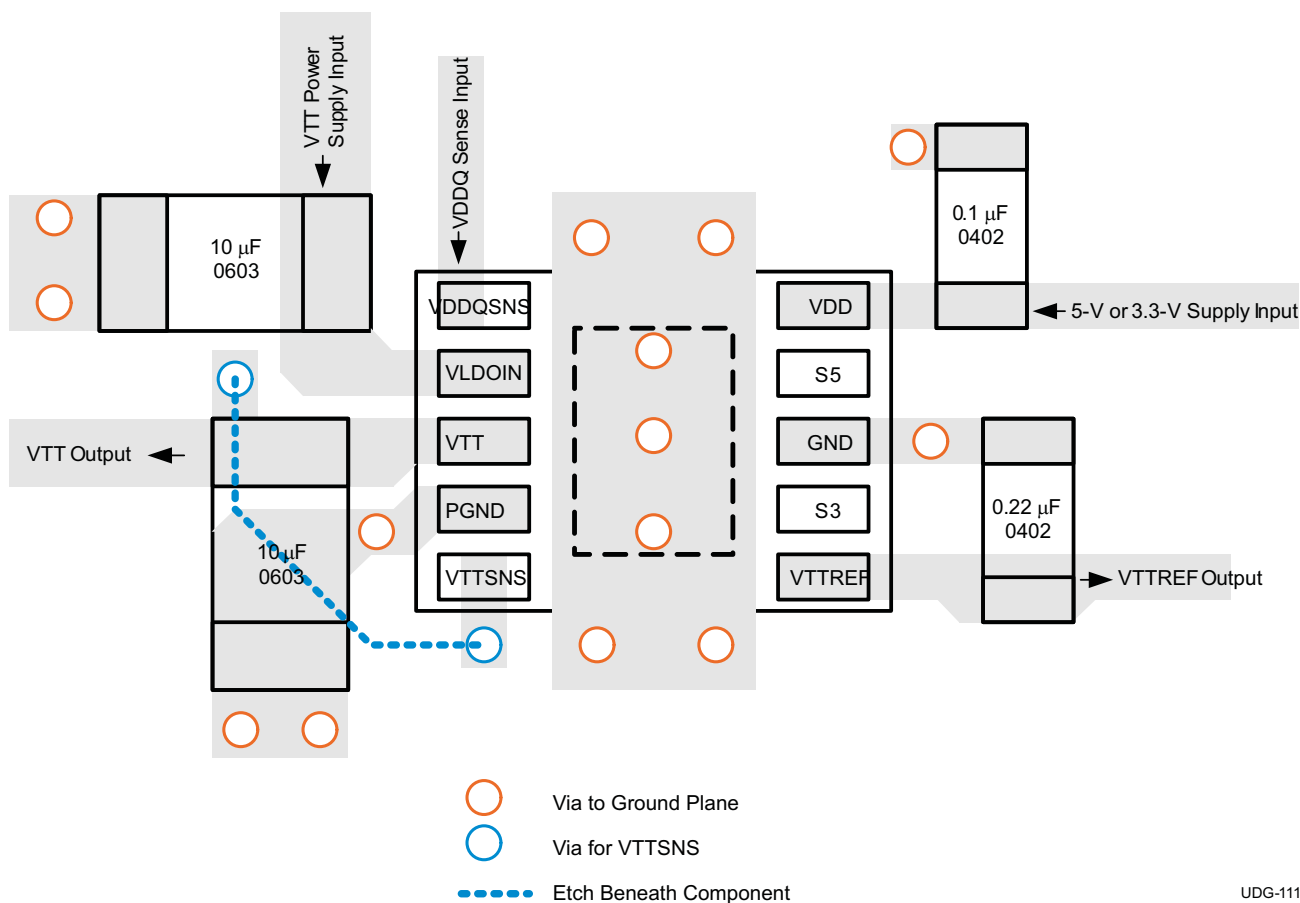 VTT Power
Supply Input
VDDQ Sense Input
10 µF
0603
0.1 µF
0402
5-V or 3.3-V Supply Input
VDDQSNS
VLDOIN
VTT
PGND
VTTSNS
VDD
S5
GND
S3
VTTREF
VTT Output
10 µF
0603
0.22 µF
0402
VTTREF Output
Via to Ground Plane
Via for VTTSNS
Etch Beneath Component
UDG-111